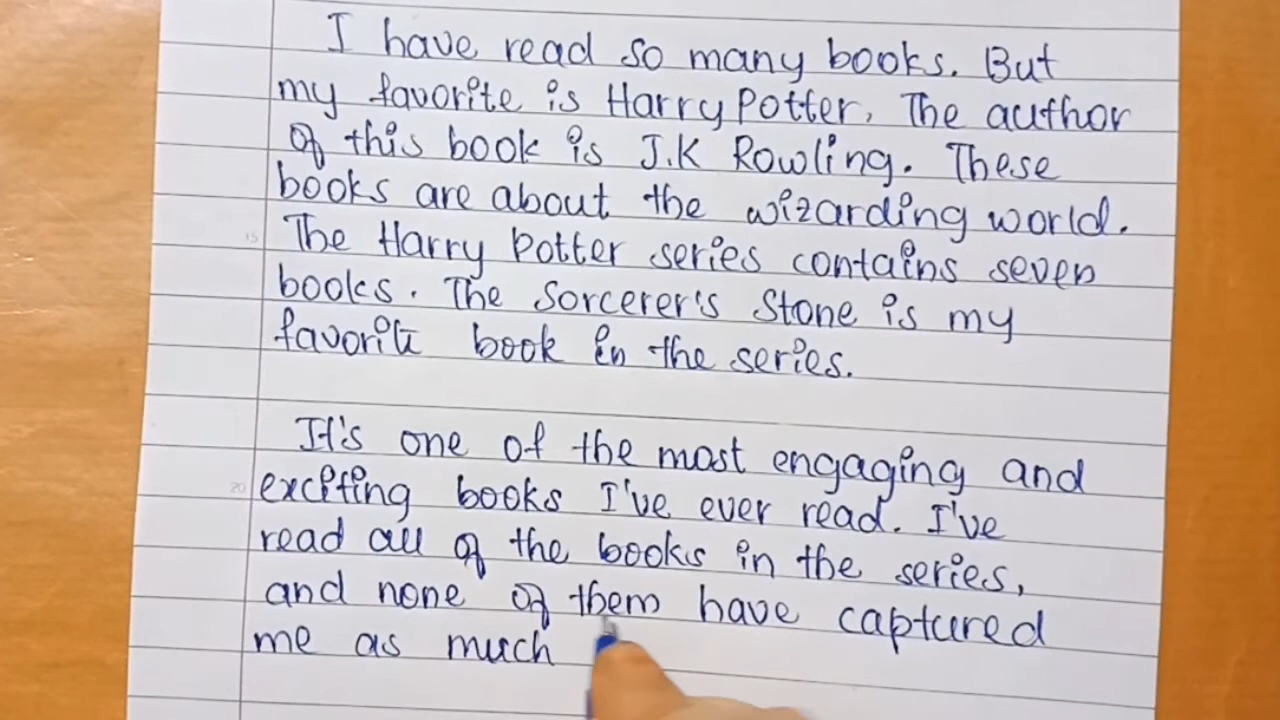 I have read so many books. But
my favorite is Harry Potter. The author
of this book is J.K Rowling. These
books are about the wizarding world.
The Harry Potter series contains seven
books. The Sorcerer's Stone is my
favorite book in the series.
It's one of the most engaging and
exciting books I've ever read. I've
read all of the books in the series,
and none of them have captured
me as much